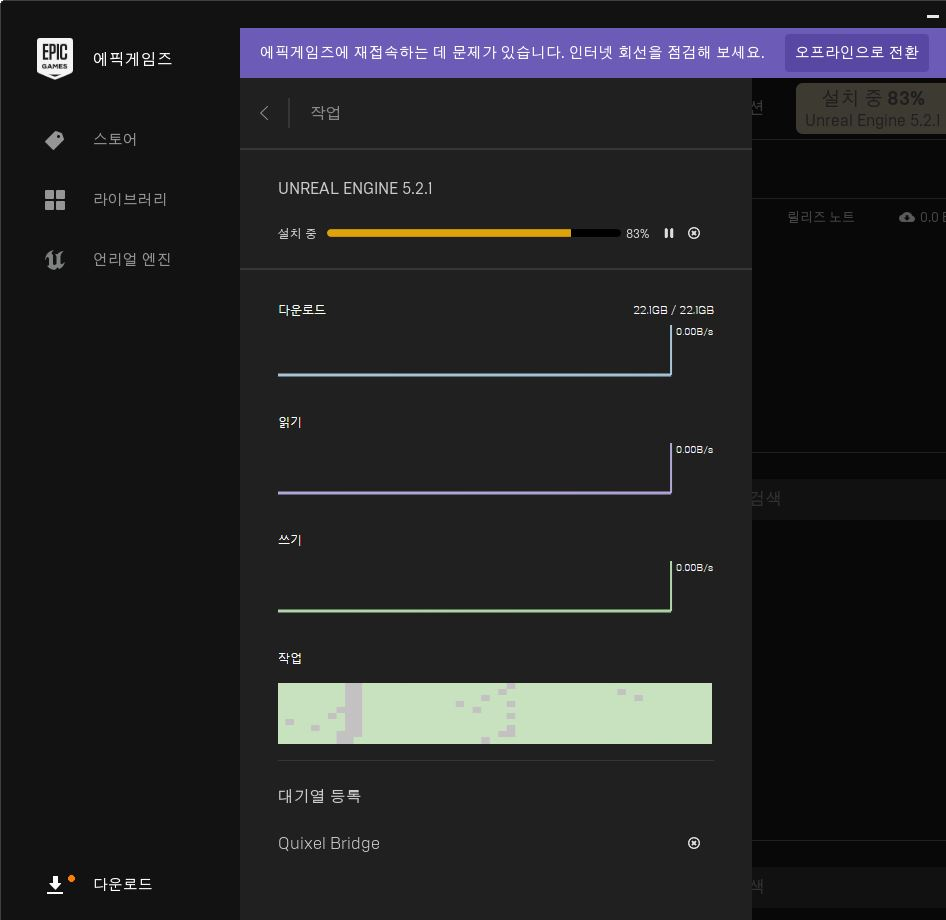 EPIC
GAMES
에픽게임즈
스토어
라이브러리
언리얼 엔진
다운로드
에픽게임즈에 재접속하는 데 문제가 있습니다. 인터넷 회선을 점검해 보세요.
오프라인으로 전환
작업
UNREAL ENGINE 5.2.1
설치 중 83%
다운로드 22.1GB / 22.1GB
0.00B/s
읽기
0.00B/s
쓰기
0.00B/s
작업
대기열 등록
Quixel Bridge
션
설치 중 83%
Unreal Engine 5.2.1
릴리즈 노트
0.0
검색
색